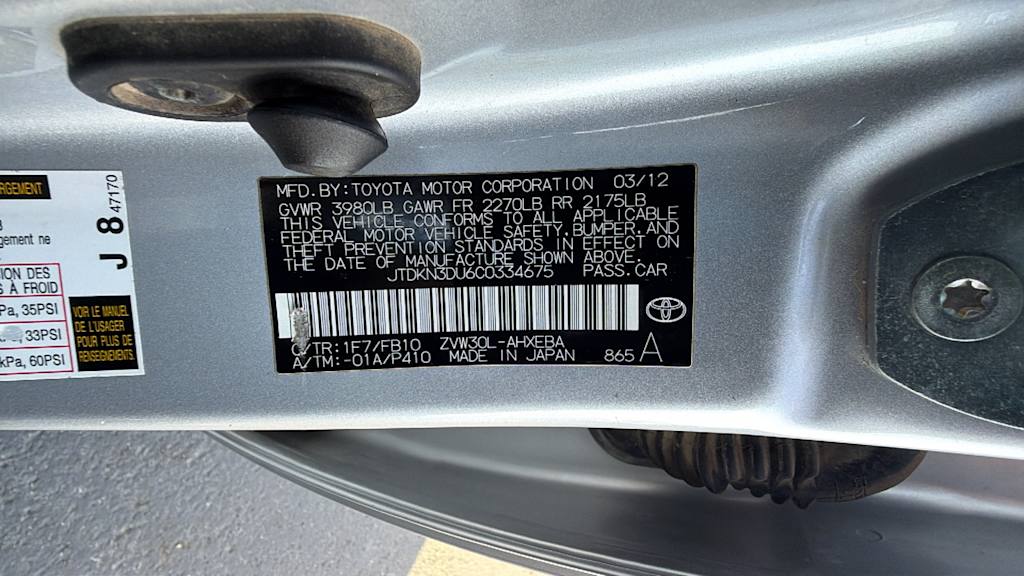 RGEMENT
gement ne
ION DES
À FROID
Pa, 35PSI
33PSI
kPa, 60PSI
VOIR LE MANUEL
DE L'USAGER
POUR PLUS DE
RENSEIGNEMENTS.
J 8
47170
MFD.BY:TOYOTA MOTOR CORPORATION 03/12
GVWR 3980LB GAWR FR 2270LB RR 2175LB
THIS VEHICLE CONFORMS TO ALL APPLICABLE
FEDERAL MOTOR VEHICLE SAFETY,BUMPER,AND
THEFT PREVENTION STANDARDS IN EFFECT ON
THE DATE OF MANUFACTURE SHOWN ABOVE.
JTDKN3DU6C0334675 PASS.CAR
C/TR:1F7/FB10 ZVW30L-AHXEBA
A/TM:-01A/P410 MADE IN JAPAN 865 A